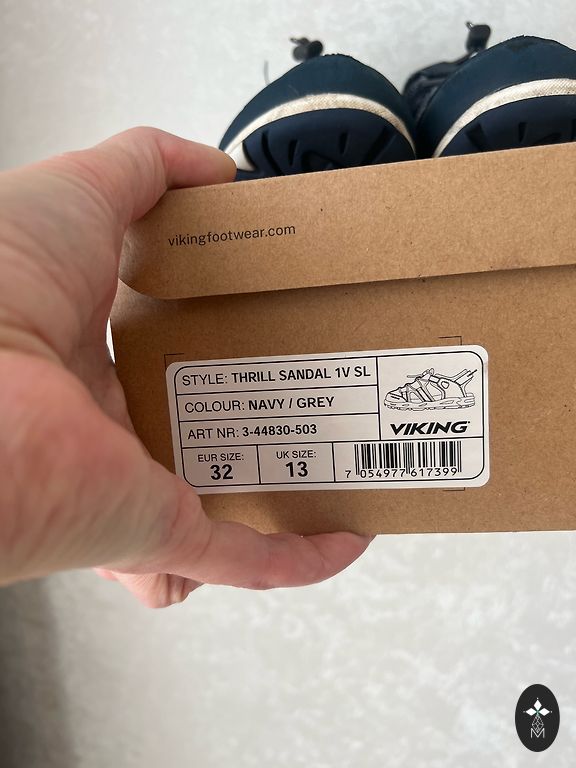 vikingfootwear.com
STYLE: THRILL SANDAL 1V SL
COLOUR: NAVY / GREY
ART NR: 3-44830-503
VIKING
EUR SIZE:
32
UK SIZE:
13
7 054977 617399
M